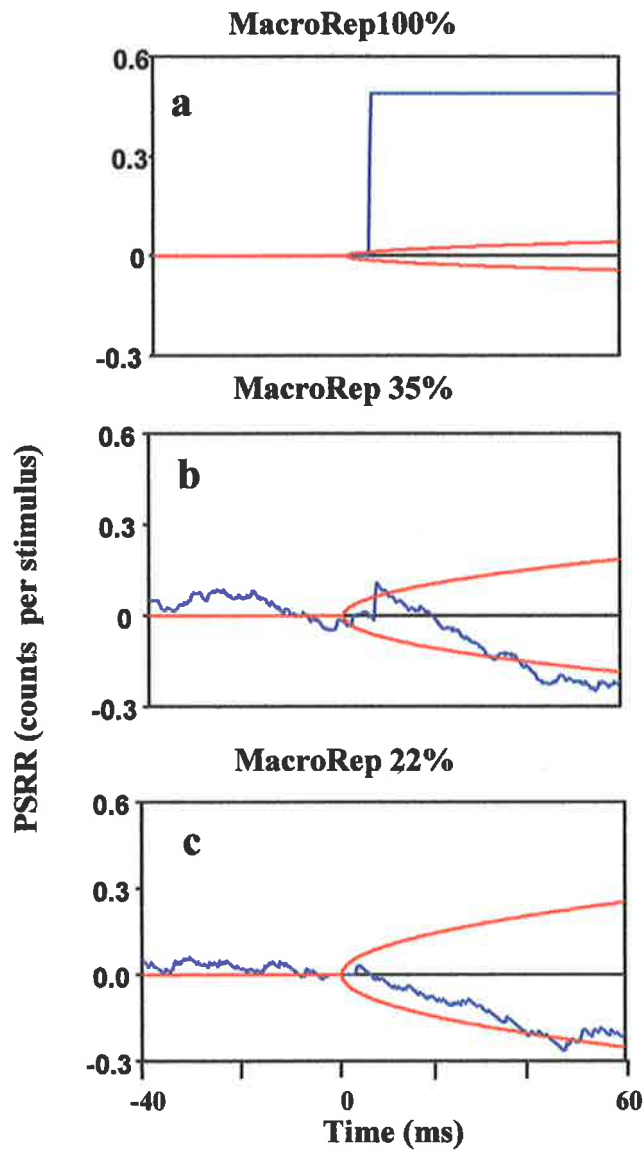 MacroRep100%
0.6
a
0.3
0
-0.3
MacroRep 35%
0.6
b
0.3
0
-0.3
MacroRep 22%
0.6
c
0.3
0.0
-0.3
-40
0
60
Time (ms)
PSRR (counts per stimulus)